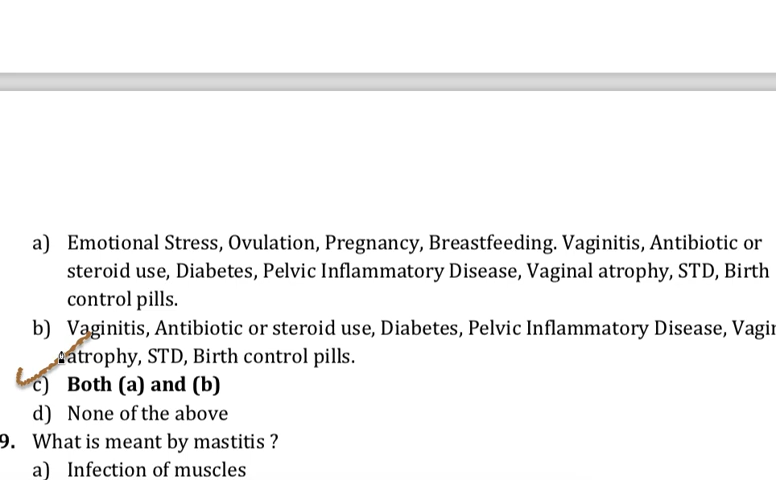 a) Emotional Stress, Ovulation, Pregnancy, Breastfeeding. Vaginitis, Antibiotic or
steroid use, Diabetes, Pelvic Inflammatory Disease, Vaginal atrophy, STD, Birth
control pills.
b) Vaginitis, Antibiotic or steroid use, Diabetes, Pelvic Inflammatory Disease,
atrophy, STD, Birth control pills.
c) Both (a) and (b)
d) None of the above
9. What is meant by mastitis ?
a) Infection of muscles